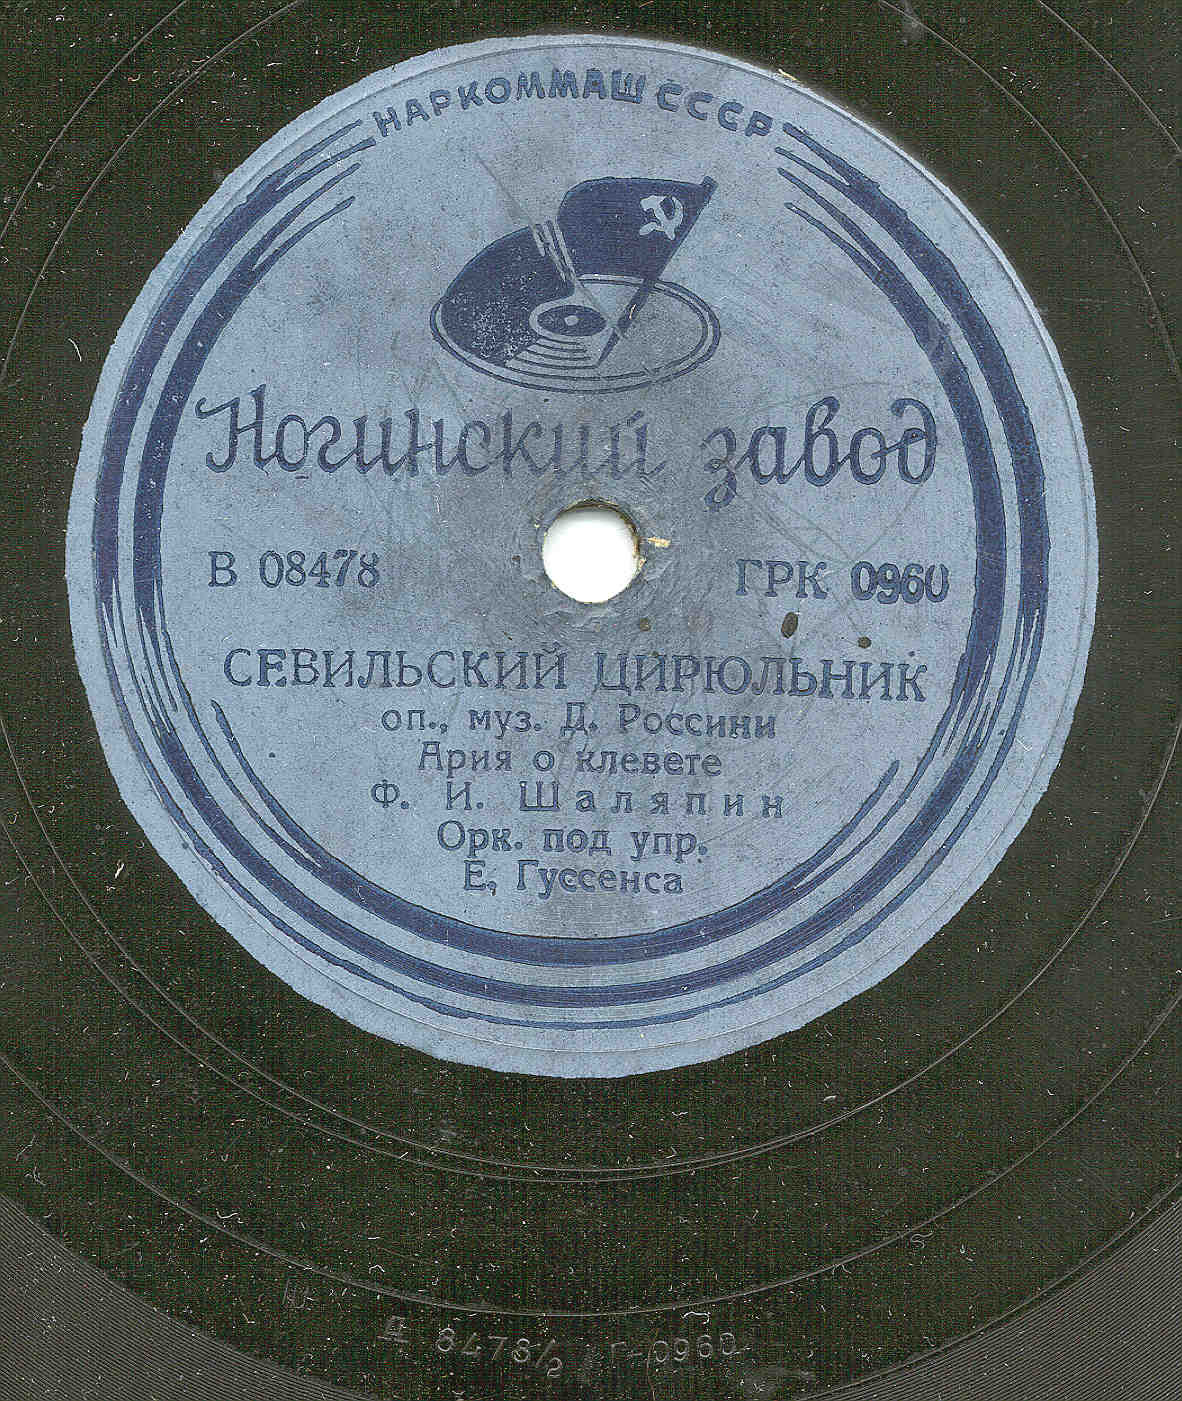 НАРКОММАШ СССР
Ногинский завод
В 08478 ГРК 0960
СЕВИЛЬСКИЙ ЦИРЮЛЬНИК
оп., муз. Д. Россини
Ария о клевете
Ф. И. Шаляпин
Орк. под упр.
Е. Гуссенса
Д 8478/2 Г-0960